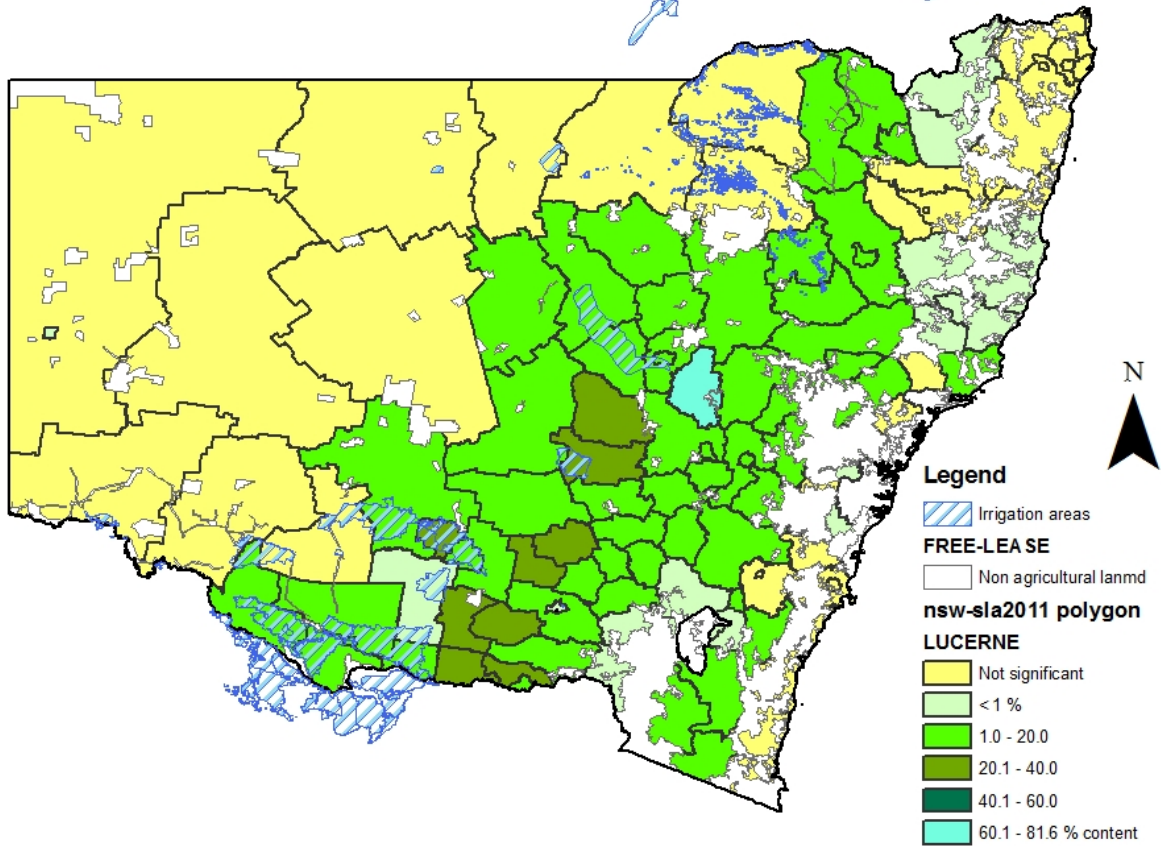 N
Legend
Irrigation areas
FREE-LEASE
Non agricultural lanmd
nsw-sla2011 polygon
LUCERNE
Not significant
< 1 %
1.0 - 20.0
20.1 - 40.0
40.1 - 60.0
60.1 - 81.6 % content